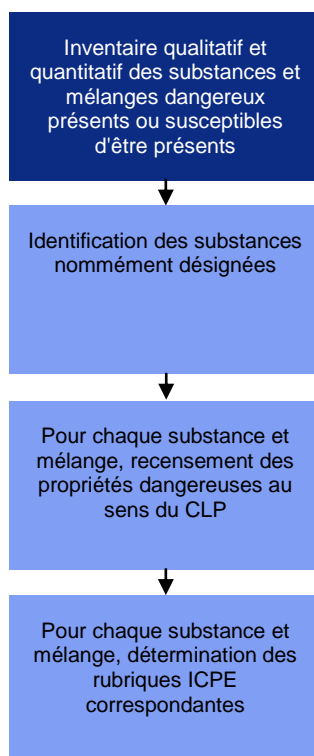 Inventaire qualitatif et
quantitatif des substances et
mélanges dangereux
présents ou susceptibles
d'être présents
Identification des substances
nommément désignées
Pour chaque substance et
mélange, recensement des
propriétés dangereuses au
sens du CLP
Pour chaque substance et
mélange, détermination des
rubriques ICPE
correspondantes